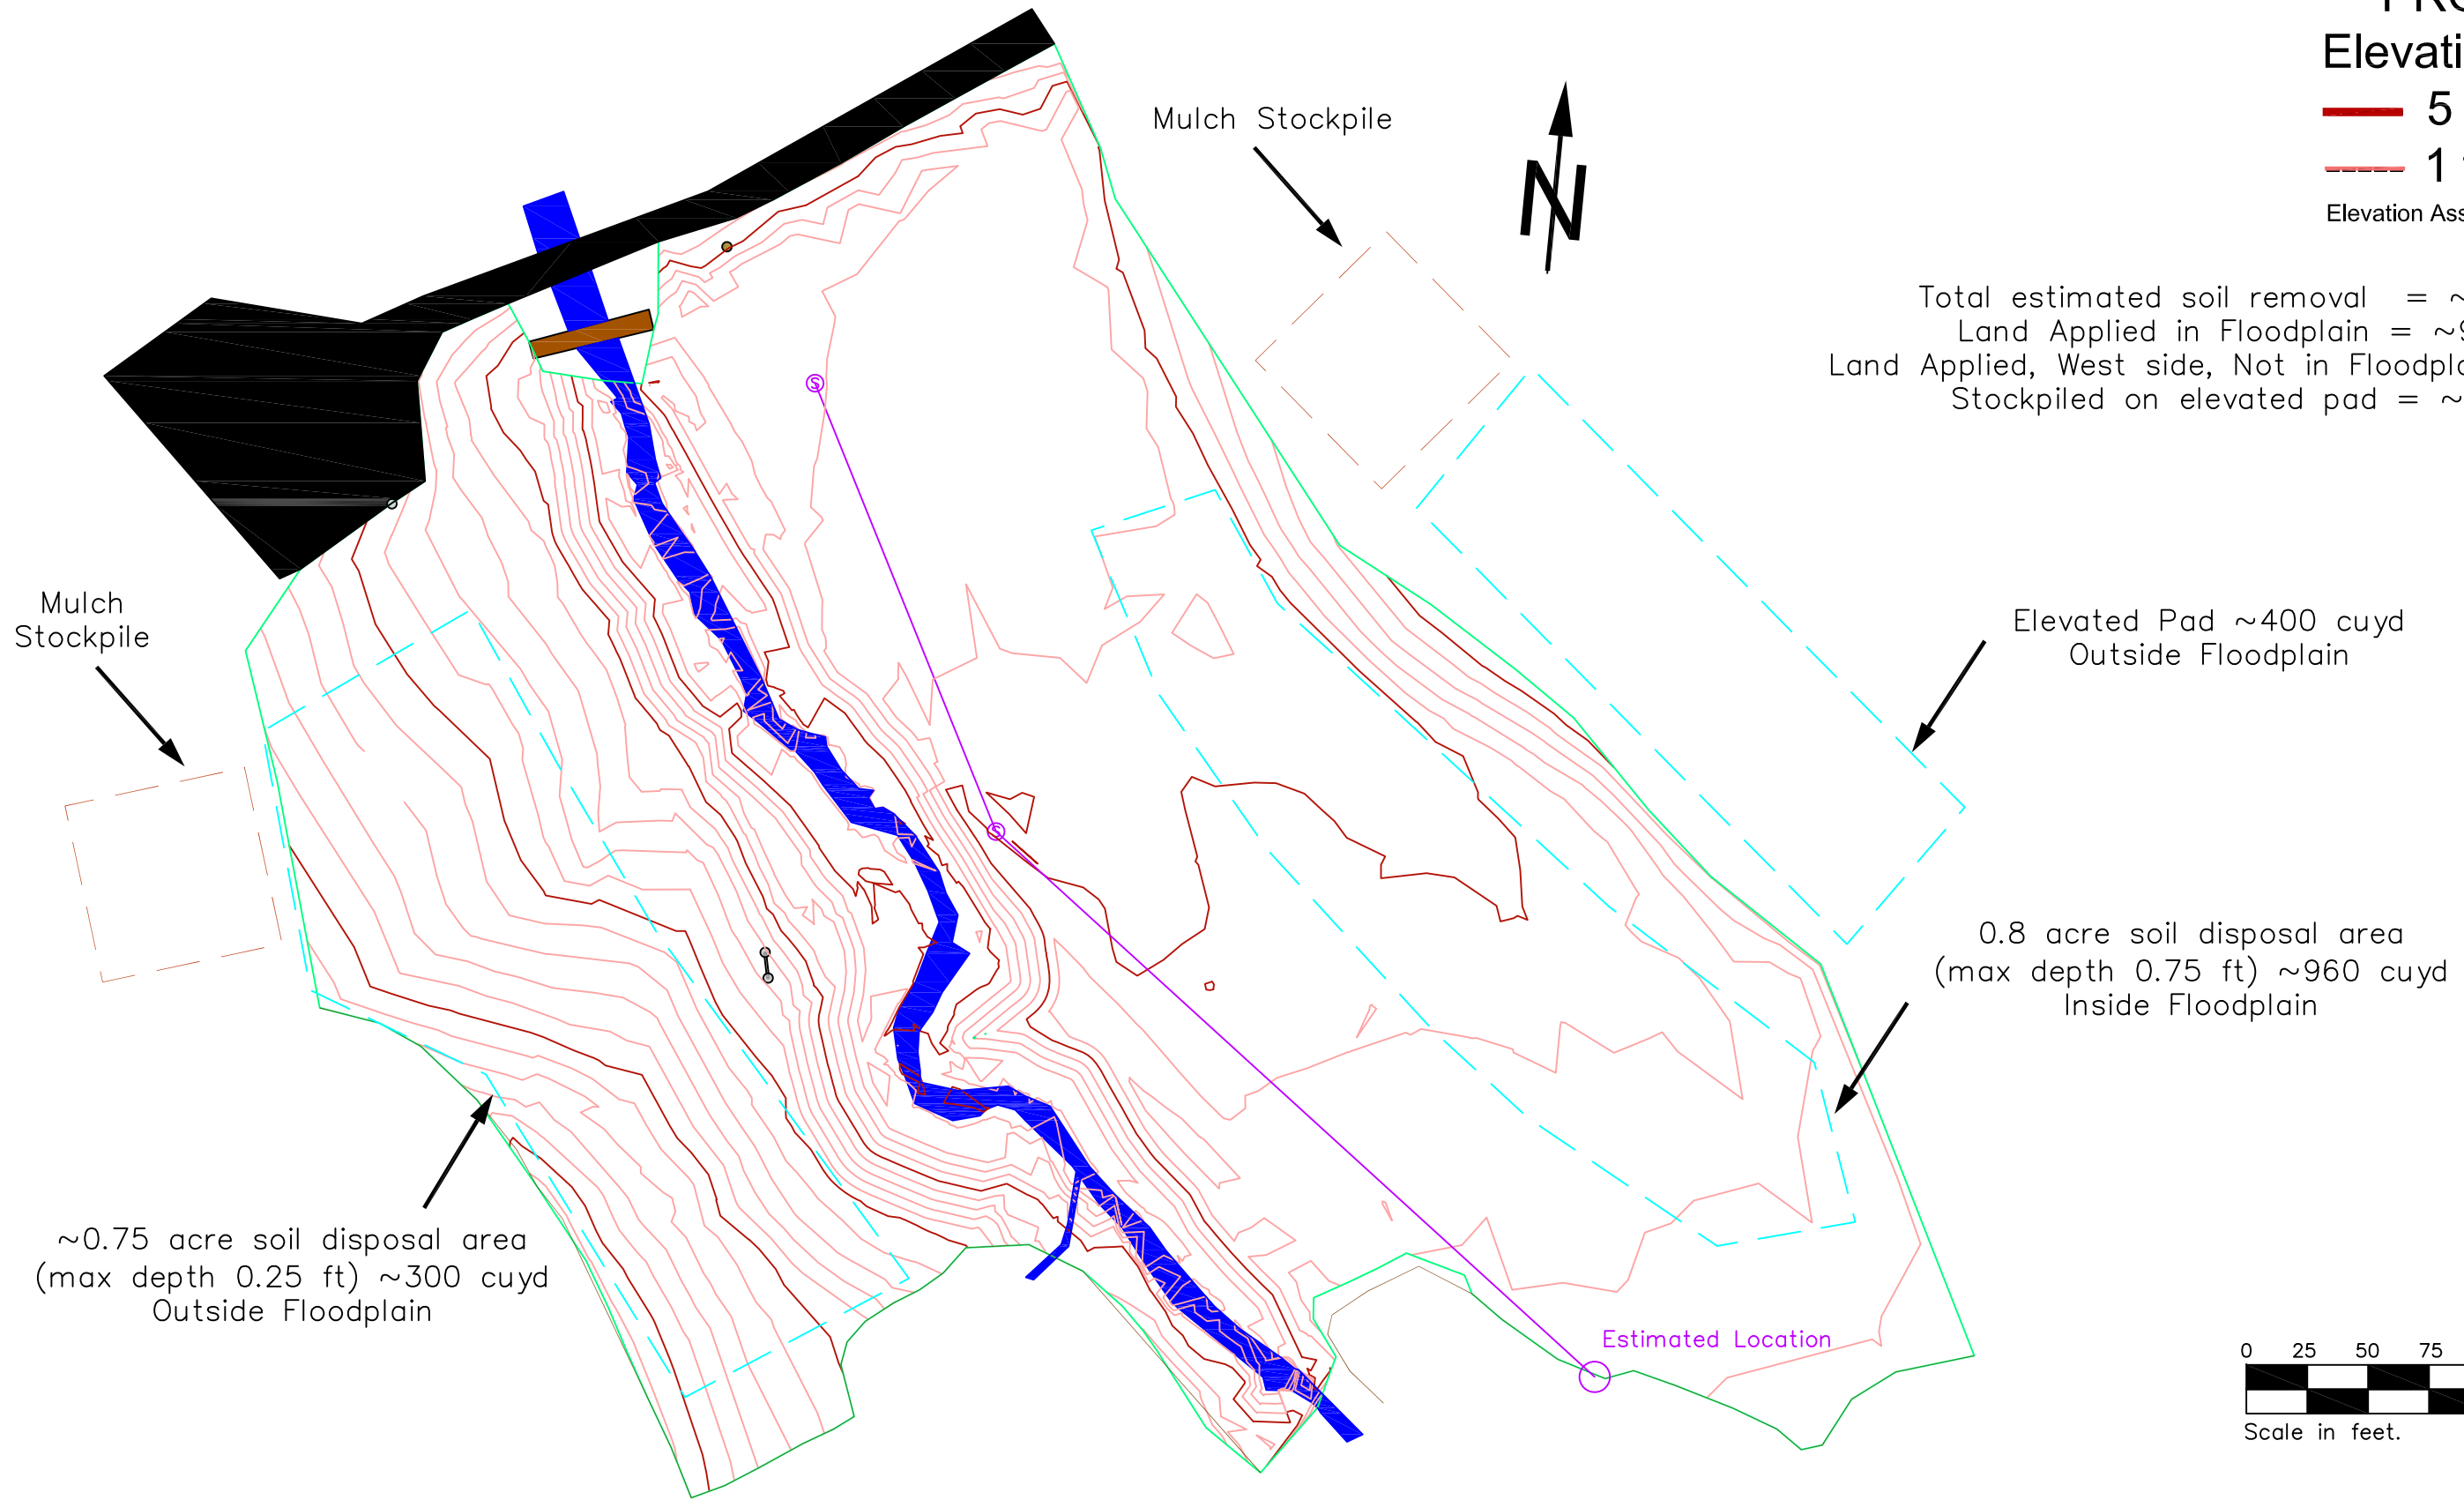 Elevati
5
1
Elevation Ass
Mulch Stockpile
N
Total estimated soil removal = ~
Land Applied in Floodplain = ~9
Land Applied, West side, Not in Floodpl
Stockpiled on elevated pad = ~
Mulch
Stockpile
Elevated Pad ~400 cuyd
Outside Floodplain
0.8 acre soil disposal area
(max depth 0.75 ft) ~960 cuyd
Inside Floodplain
S
S
~0.75 acre soil disposal area
(max depth 0.25 ft) ~300 cuyd
Outside Floodplain
Estimated Location
0 25 50 75
Scale in feet.